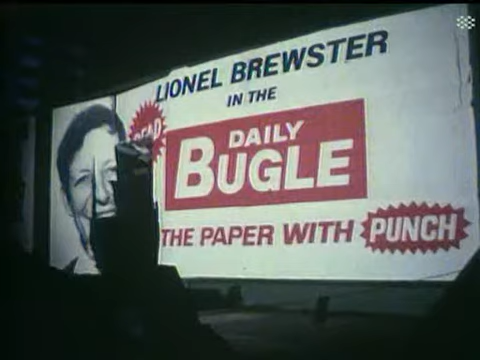 READ
LIONEL BREWSTER
IN THE
DAILY
BUGLE
THE PAPER WITH PUNCH